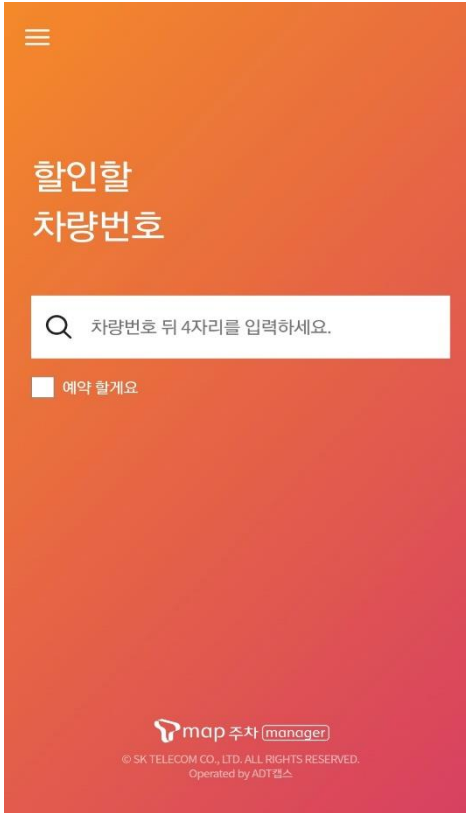 할인할
차량번호
차량번호 뒤 4자리를 입력하세요.
예약 할게요
Tmap 주차 manager
© SK TELECOM CO., LTD. ALL RIGHTS RESERVED.
Operated by ADT캡스